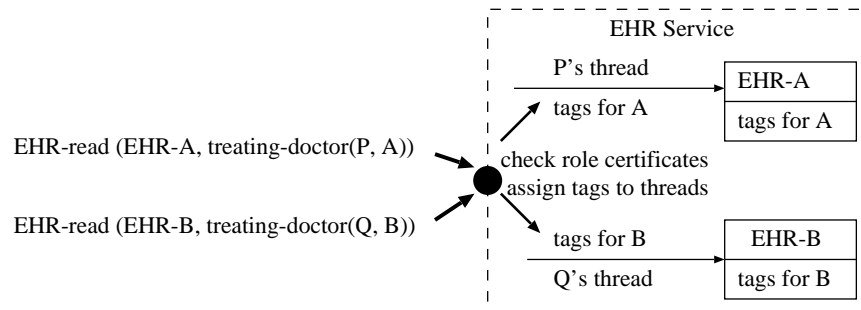 EHR Service
P's thread
tags for A
EHR-A
tags for A
EHR-read (EHR-A, treating-doctor(P, A))
check role certificates
assign tags to threads
EHR-read (EHR-B, treating-doctor(Q, B))
tags for B
Q's thread
EHR-B
tags for B